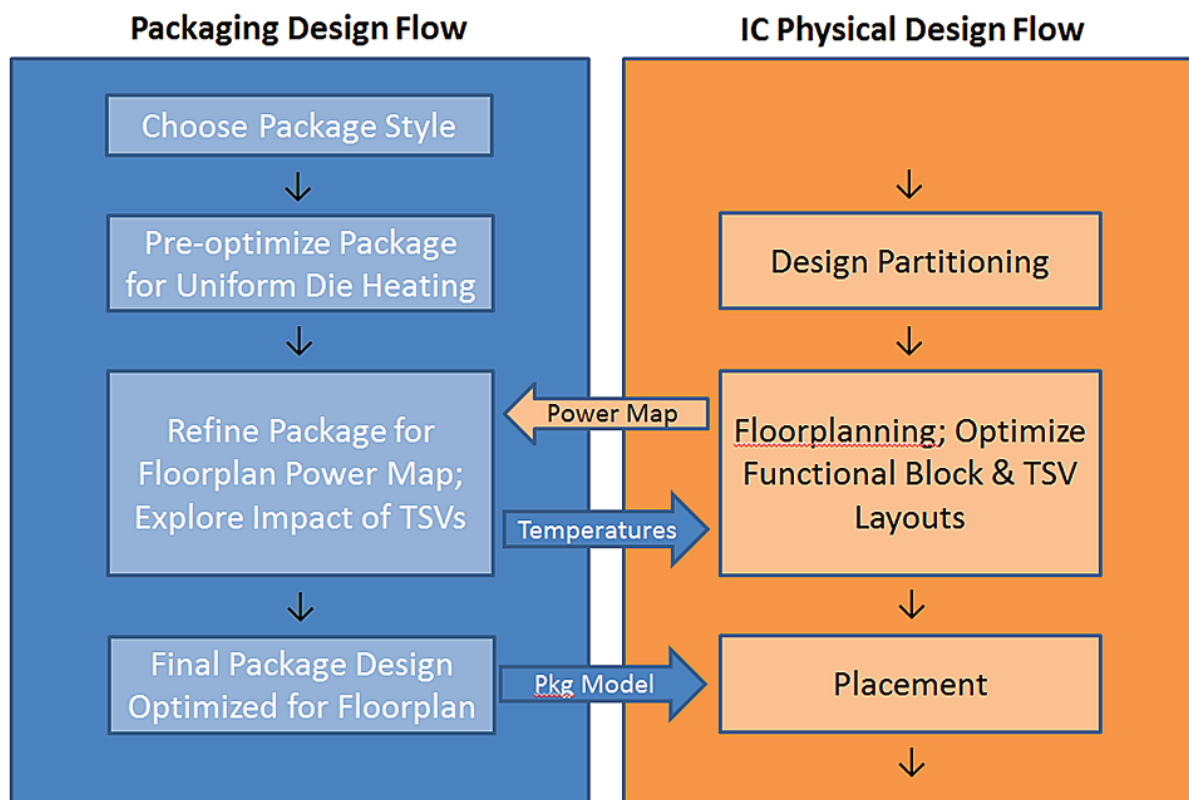 Packaging Design Flow
Choose Package Style
↓
Pre-optimize Package
for Uniform Die Heating
↓
Refine Package for
Floorplan Power Map;
Explore Impact of TSVs
↓
Final Package Design
Optimized for Floorplan
Power Map
Temperatures
Pkg Model
IC Physical Design Flow
↓
Design Partitioning
↓
Floorplanning; Optimize
Functional Block & TSV
Layouts
↓
Placement
↓